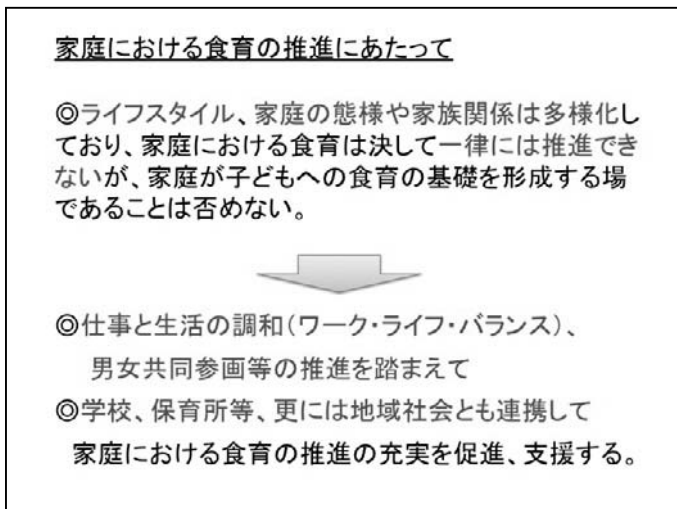 家庭における食育の推進にあたって
◎ライフスタイル、家庭の態様や家族関係は多様化し
ており、家庭における食育は決して一律には推進でき
ないが、家庭が子どもへの食育の基礎を形成する場
であることは否めない。
◎仕事と生活の調和(ワーク・ライフ・バランス)、
男女共同参画等の推進を踏まえて
◎学校、保育所等、更には地域社会とも連携して
家庭における食育の推進の充実を促進、支援する。